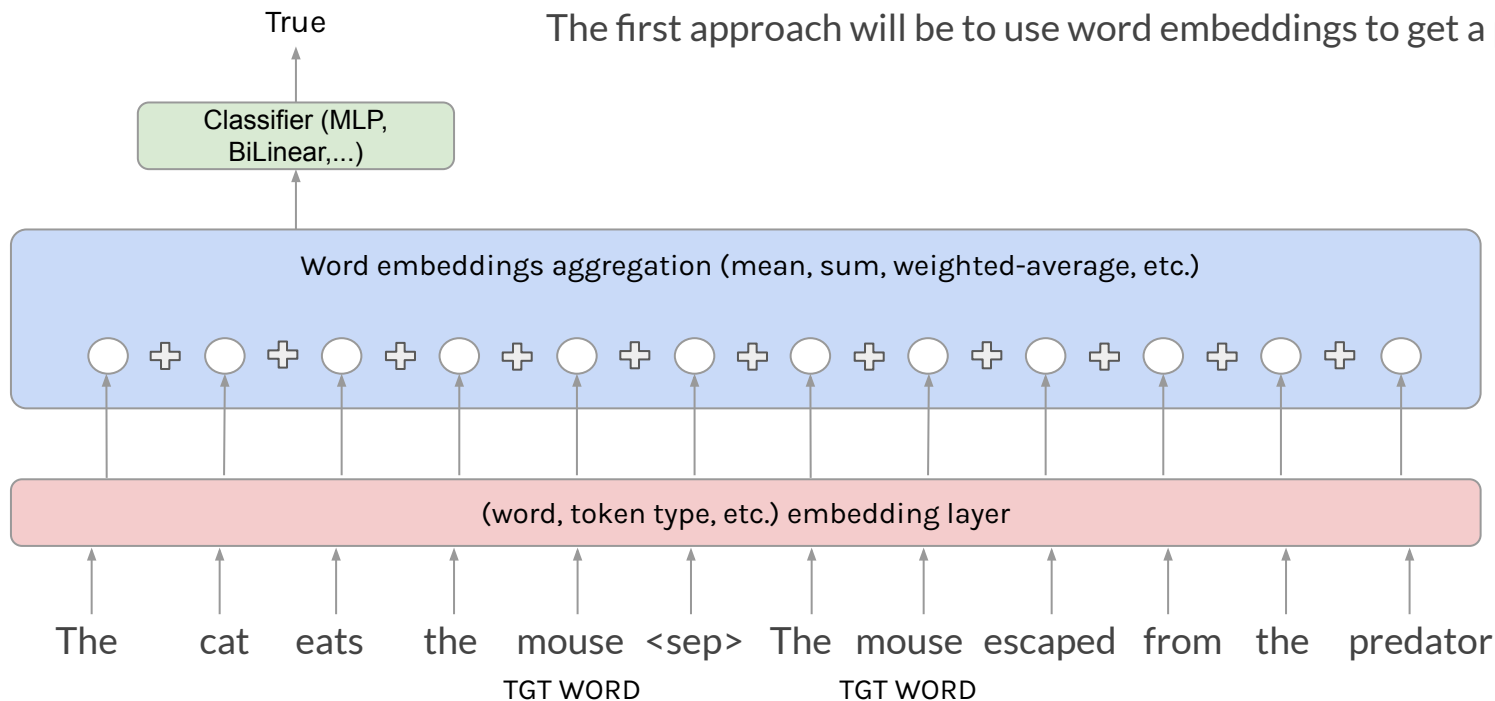 True
The first approach will be to use word embeddings to get a
Classifier (MLP,
BiLinear,...)
Word embeddings aggregation (mean, sum, weighted-average, etc.)
(word, token type, etc.) embedding layer
The cat eats the mouse <sep> The mouse escaped from the predator
TGT WORD TGT WORD